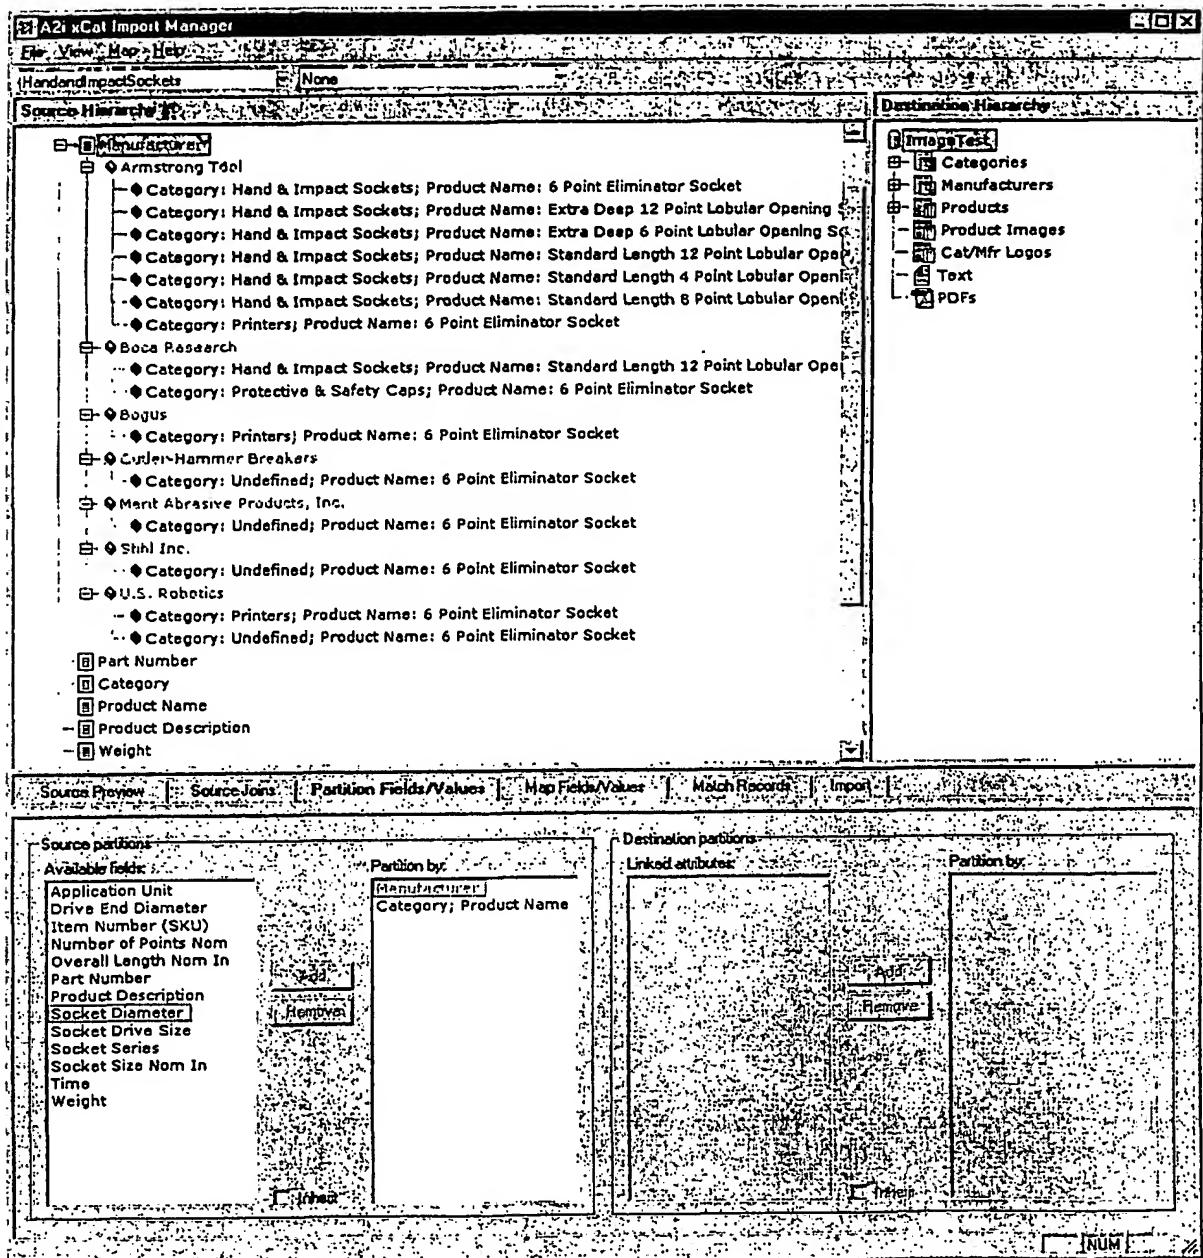 A2i xCat Import Manager
File View Map Help
HandandImpactSockets
None
Source Hierarchy
Destination Hierarchy
Manufacturer
Armstrong Tool
Category: Hand & Impact Sockets; Product Name: 6 Point Eliminator Socket
Category: Hand & Impact Sockets; Product Name: Extra Deep 12 Point Lobular Opening
Category: Hand & Impact Sockets; Product Name: Extra Deep 6 Point Lobular Opening So
Category: Hand & Impact Sockets; Product Name: Standard Length 12 Point Lobular Open
Category: Hand & Impact Sockets; Product Name: Standard Length 4 Point Lobular Openi
Category: Hand & Impact Sockets; Product Name: Standard Length 8 Point Lobular Openi
Category: Printers; Product Name: 6 Point Eliminator Socket
Boca Research
Category: Hand & Impact Sockets; Product Name: Standard Length 12 Point Lobular Ope
Category: Protective & Safety Caps; Product Name: 6 Point Eliminator Socket
Bogus
Category: Printers; Product Name: 6 Point Eliminator Socket
Cutler-Hammer Breakers
Category: Undefined; Product Name: 6 Point Eliminator Socket
Merit Abrasive Products, Inc.
Category: Undefined; Product Name: 6 Point Eliminator Socket
Stihl Inc.
Category: Undefined; Product Name: 6 Point Eliminator Socket
U.S. Robotics
Category: Printers; Product Name: 6 Point Eliminator Socket
Category: Undefined; Product Name: 6 Point Eliminator Socket
Part Number
Category
Product Name
Product Description
Weight
ImageTest
Categories
Manufacturers
Products
Product Images
Cat/Mfr Logos
Text
PDFs
Source Preview
Source Joins
Partition Fields/Values
Map Fields/Values
Match Records
Import
Source partitions
Available fields:
Application Unit
Drive End Diameter
Item Number (SKU)
Number of Points Nom
Overall Length Nom In
Part Number
Product Description
Socket Diameter
Socket Drive Size
Socket Series
Socket Size Nom In
Time
Weight
Add
Remove
Inherit
Partition by:
Manufacturer
Category; Product Name
Destination partitions
Linked attributes:
Add
Remove
Inherit
Partition by:
NUM